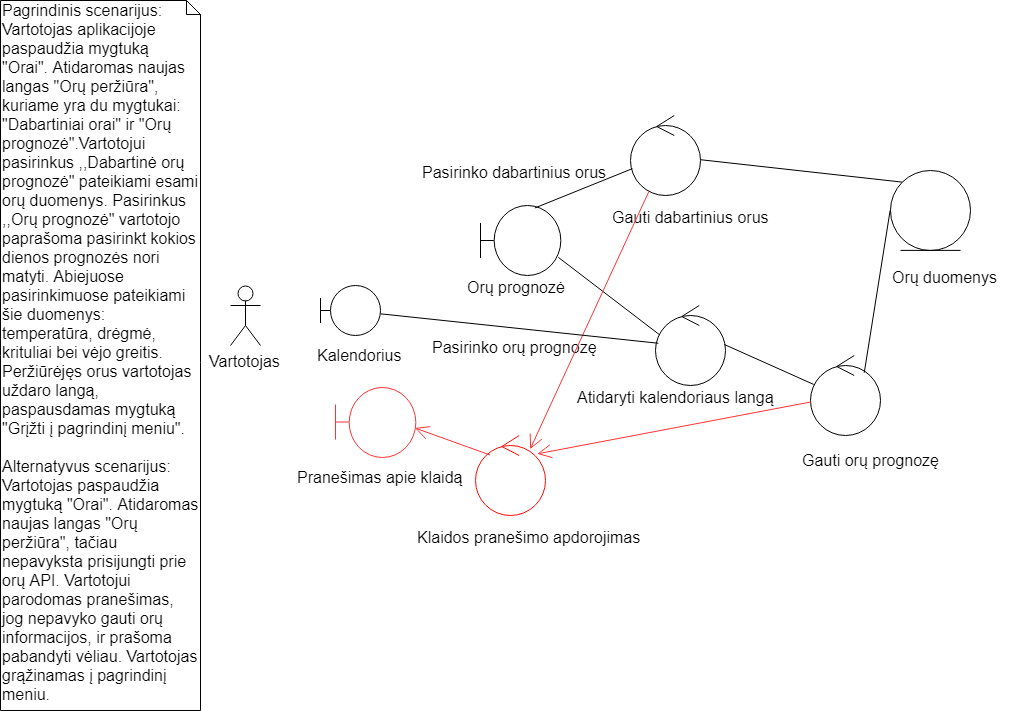 Pagrindinis scenarijus:
Vartotojas aplikacijoje
paspaudžia mygtuką
"Orai". Atidaromas naujas
langas "Orų peržiūra",
kuriame yra du mygtukai:
"Dabartiniai orai" ir "Orų
prognozė".Vartotojui
pasirinkus ,,Dabartinė orų
prognozė" pateikiami esami
orų duomenys. Pasirinkus
,,Orų prognozė" vartotojo
paprašoma pasirinkt kokios
dienos prognozės nori
matyti. Abiejuose
pasirinkimuose pateikiami
šie duomenys:
temperatūra, drėgmė,
krituliai bei vėjo greitis.
Peržiūrėjęs orus vartotojas
uždaro langą,
paspausdamas mygtuką
"Grįžti į pagrindinį meniu".
Alternatyvus scenarijus:
Vartotojas paspaudžia
mygtuką "Orai". Atidaromas
naujas langas "Orų
peržiūra", tačiau
nepavyksta prisijungti prie
orų API. Vartotojui
parodomas pranešimas,
jog nepavyko gauti orų
informacijos, ir prašoma
pabandyti vėliau. Vartotojas
grąžinamas į pagrindinį
meniu.
Pasirinko dabartinius orus
Gauti dabartinius orus
Orų duomenys
Orų prognozė
Vartotojas
Kalendorius
Pasirinko orų prognozę
Atidaryti kalendoriaus langą
Gauti orų prognozę
Pranešimas apie klaidą
Klaidos pranešimo apdorojimas